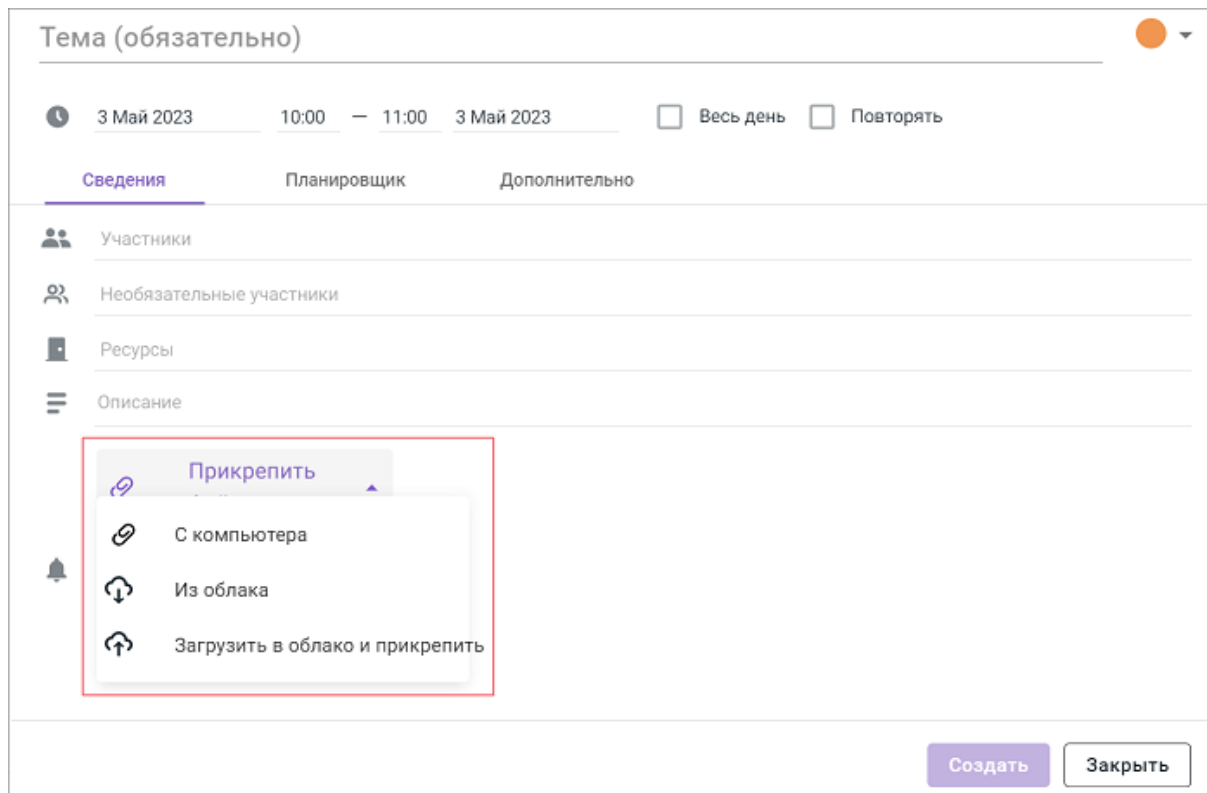 Тема (обязательно)
3 Май 2023 10:00 — 11:00 3 Май 2023 Весь день Повторять
Сведения Планировщик Дополнительно
Участники
Необязательные участники
Ресурсы
Описание
Прикрепить
С компьютера
Из облака
Загрузить в облако и прикрепить
Создать Закрыть